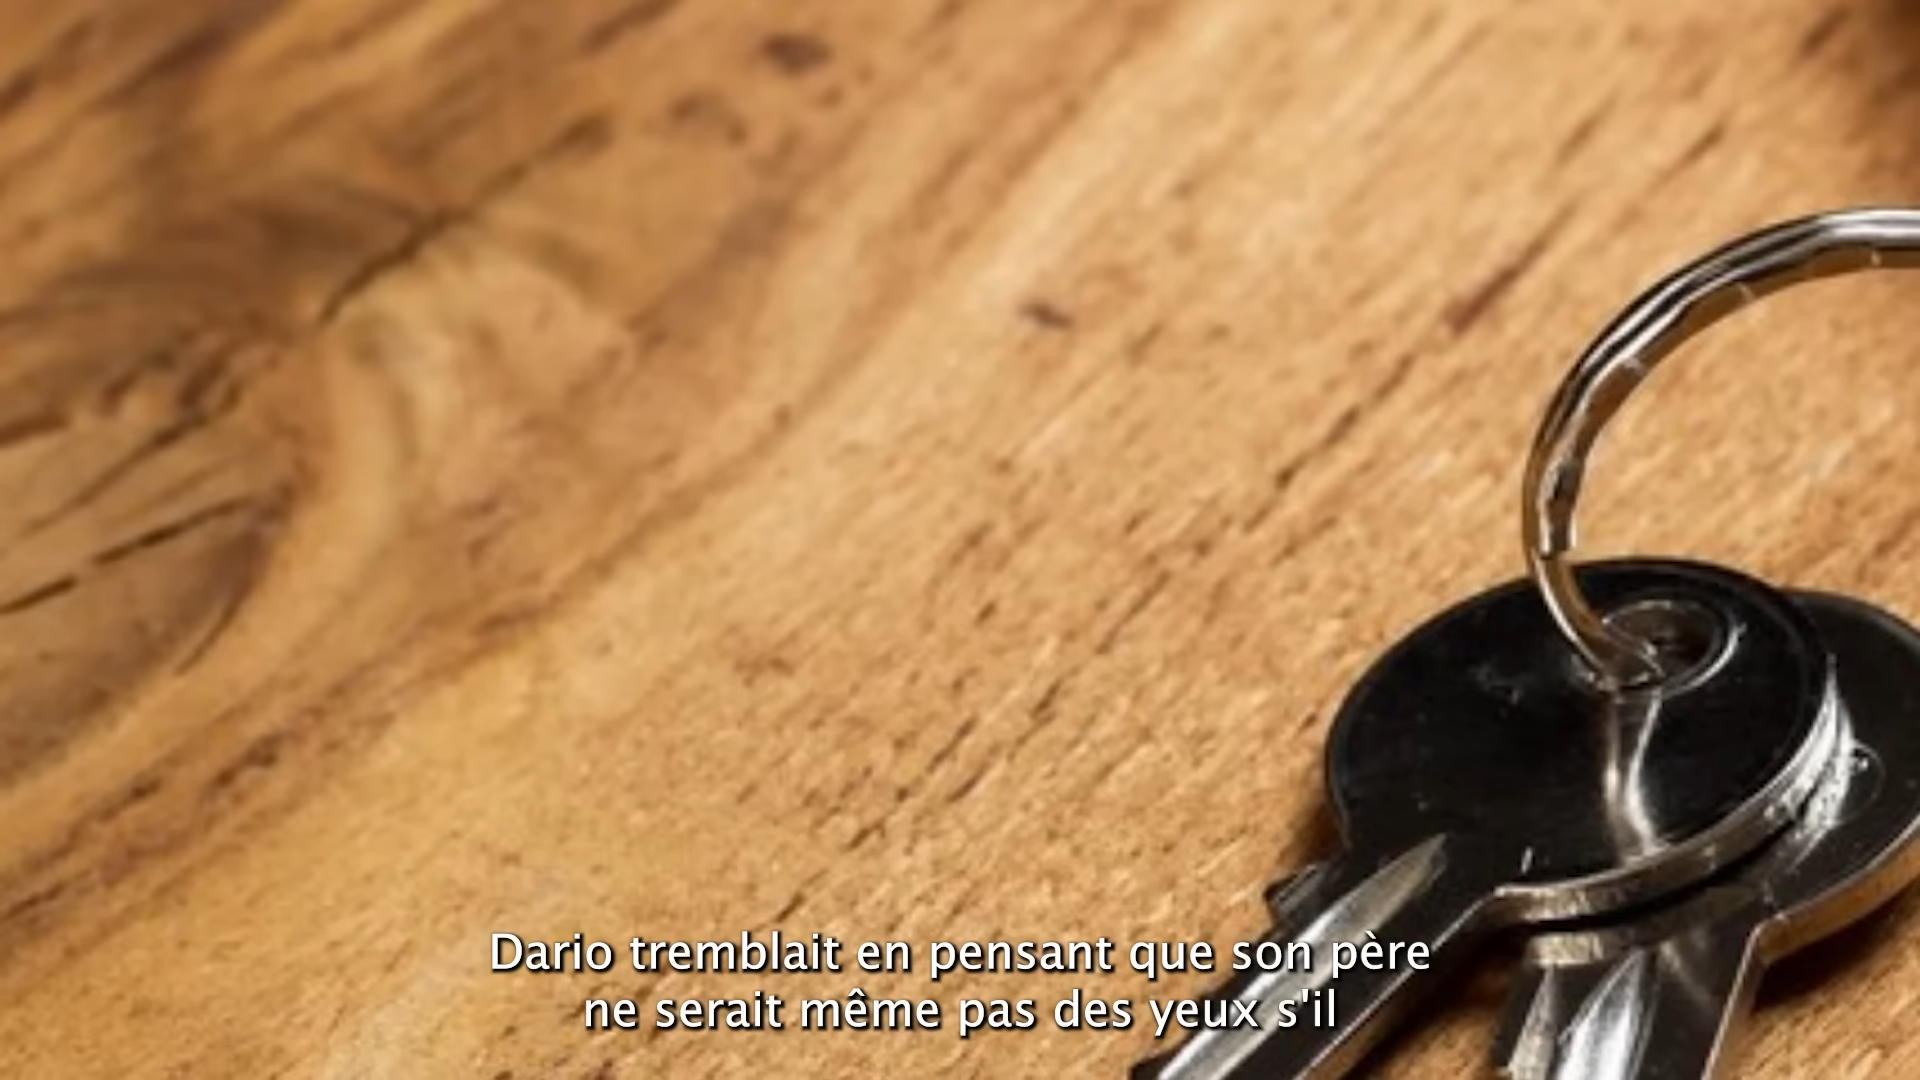 Dario tremblait en pensant que son père
ne serait même pas des yeux s'il